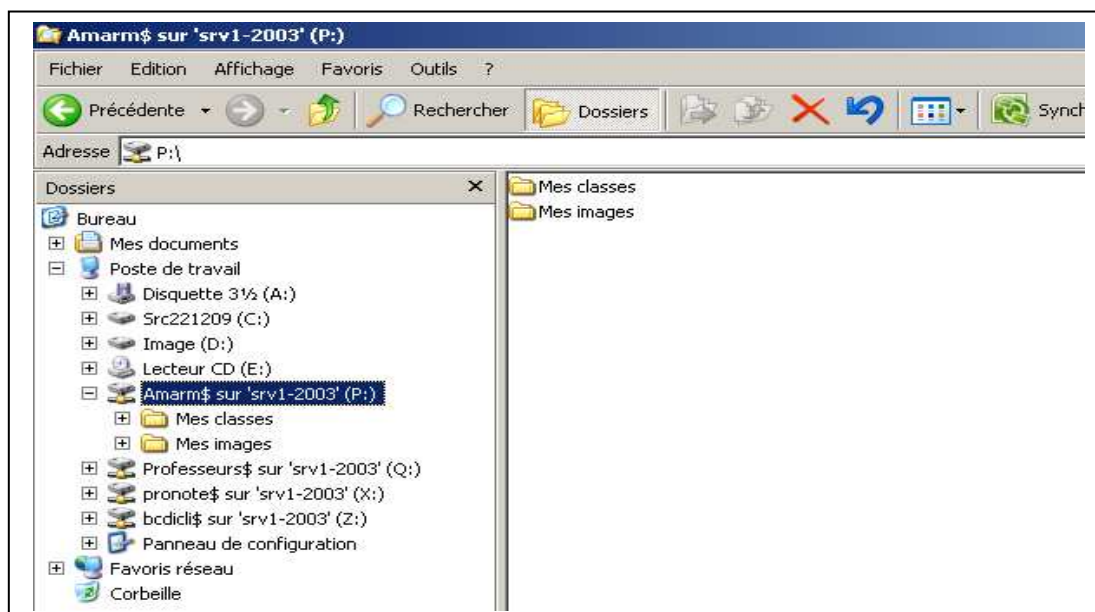 Amarm$ sur 'srv1-2003' (P:)
Fichier Edition Affichage Favoris Outils ?
Précédente Rechercher Dossiers
Adresse P:\
Dossiers
Bureau
Mes documents
Poste de travail
Disquette 3½ (A:)
Src221209 (C:)
Image (D:)
Lecteur CD (E:)
Amarm$ sur 'srv1-2003' (P:)
Mes classes
Mes images
Professeurs$ sur 'srv1-2003' (Q:)
pronote$ sur 'srv1-2003' (X:)
bcdicli$ sur 'srv1-2003' (Z:)
Panneau de configuration
Favoris réseau
Corbeille
Mes classes
Mes images